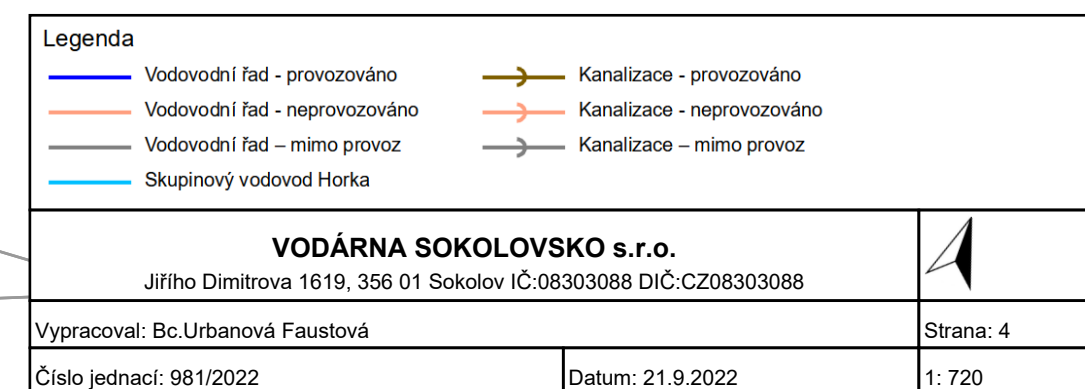 Legenda
Vodovodní řad - provozováno
Kanalizace - provozováno
Vodovodní řad - neprovozováno
Kanalizace - neprovozováno
Vodovodní řad – mimo provoz
Kanalizace – mimo provoz
Skupinový vodovod Horka
VODÁRNA SOKOLOVSKO s.r.o.
Jiřího Dimitrova 1619, 356 01 Sokolov IČ:08303088 DIČ:CZ08303088
Vypracoval: Bc.Urbanová Faustová
Strana: 4
Číslo jednací: 981/2022
Datum: 21.9.2022
1: 720